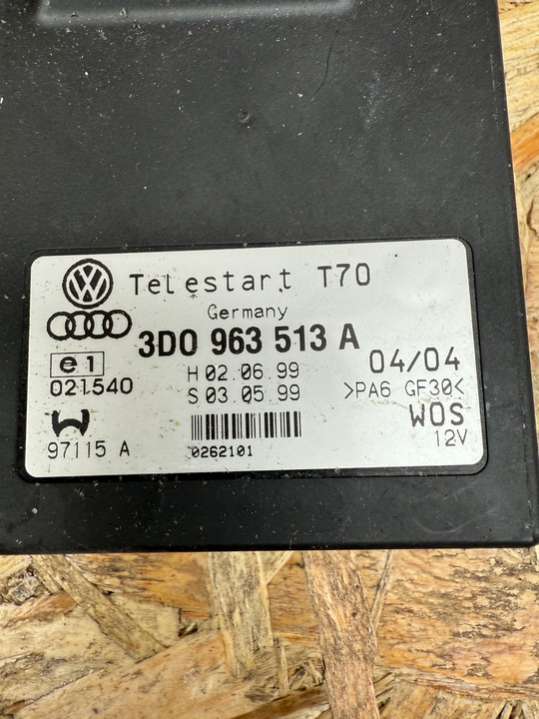 Telestart T70
Germany
3D0 963 513 A
e1
021540
H 02.06.99
S 03.05.99
04/04
>PA6 GF30<
WOS
12V
97115 A
0262101